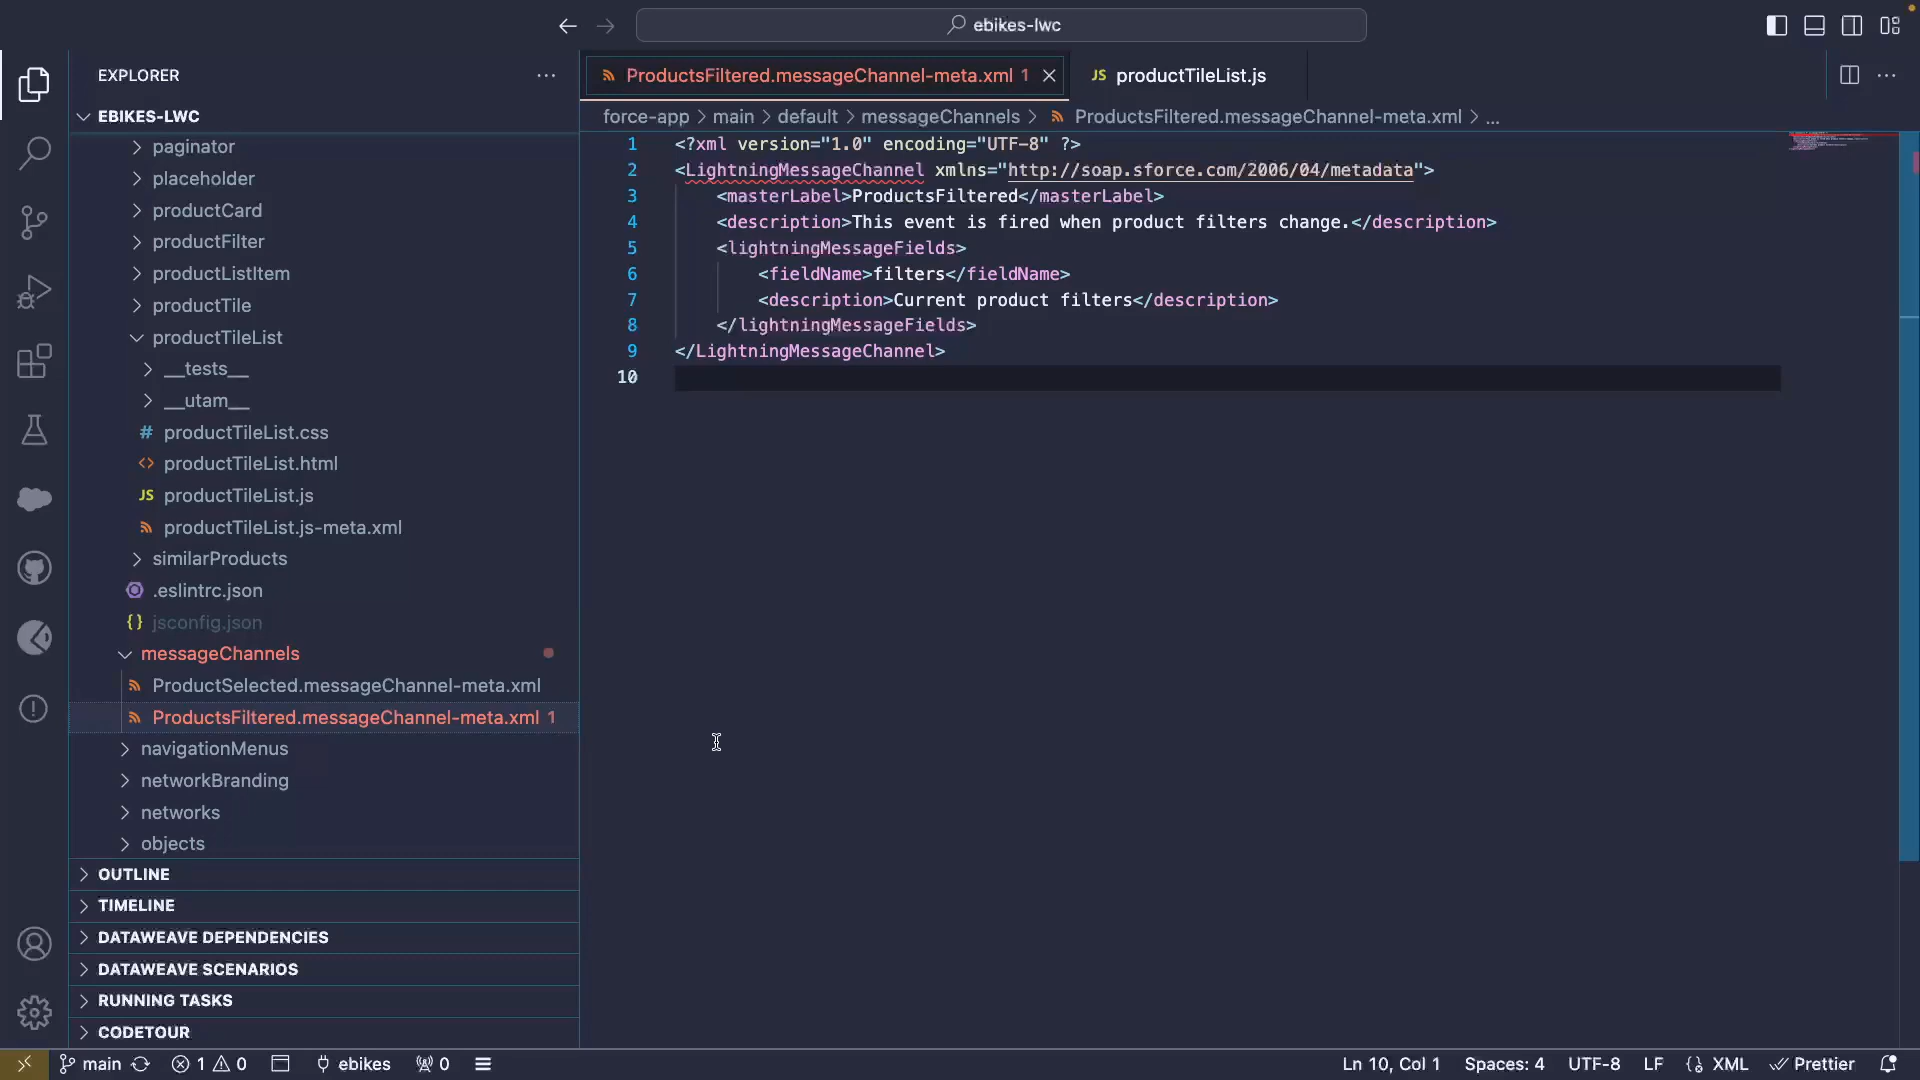 ebikes-lwc
EXPLORER
EBIKES-LWC
paginator
placeholder
productCard
productFilter
productListItem
productTile
productTileList
__tests__
__utam__
# productTileList.css
<> productTileList.html
JS productTileList.js
productTileList.js-meta.xml
similarProducts
.eslintrc.json
{} jsconfig.json
messageChannels
ProductSelected.messageChannel-meta.xml
ProductsFiltered.messageChannel-meta.xml 1
navigationMenus
networkBranding
networks
objects
OUTLINE
TIMELINE
DATAWEAVE DEPENDENCIES
DATAWEAVE SCENARIOS
RUNNING TASKS
CODETOUR
ProductsFiltered.messageChannel-meta.xml 1
JS productTileList.js
force-app > main > default > messageChannels > ProductsFiltered.messageChannel-meta.xml > ...
1 <?xml version="1.0" encoding="UTF-8" ?>
2 <LightningMessageChannel xmlns="http://soap.sforce.com/2006/04/metadata">
3 <masterLabel>ProductsFiltered</masterLabel>
4 <description>This event is fired when product filters change.</description>
5 <lightningMessageFields>
6 <fieldName>filters</fieldName>
7 <description>Current product filters</description>
8 </lightningMessageFields>
9 </LightningMessageChannel>
10
main 1 0 ebikes 0 Ln 10, Col 1 Spaces: 4 UTF-8 LF {} XML Prettier